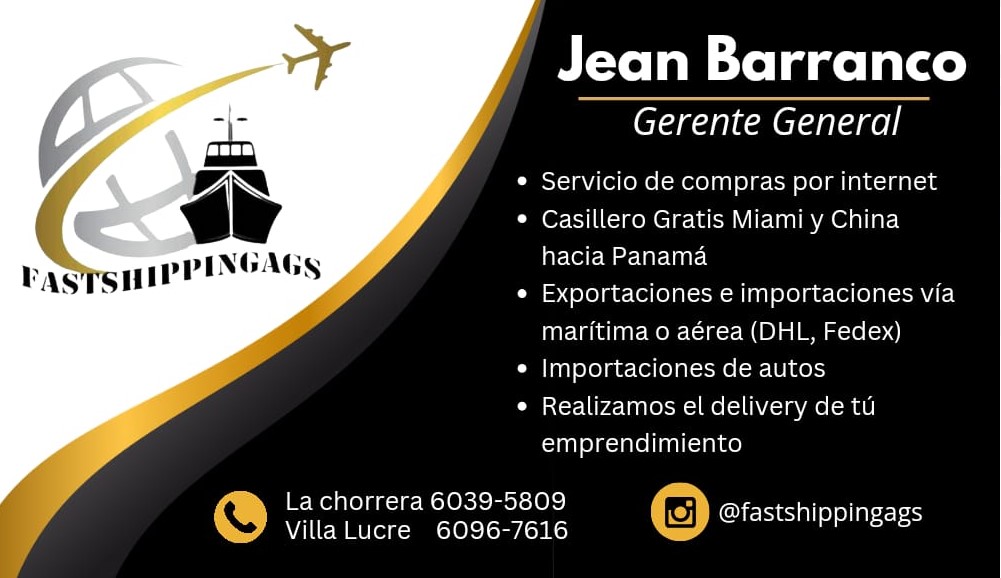 FASTSHIPPINGAGS
Jean Barranco
Gerente General
• Servicio de compras por internet
• Casillero Gratis Miami y China
hacia Panamá
• Exportaciones e importaciones vía
marítima o aérea (DHL, Fedex)
• Importaciones de autos
• Realizamos el delivery de tú
emprendimiento
La chorrera 6039-5809
Villa Lucre 6096-7616
@fastshippingags